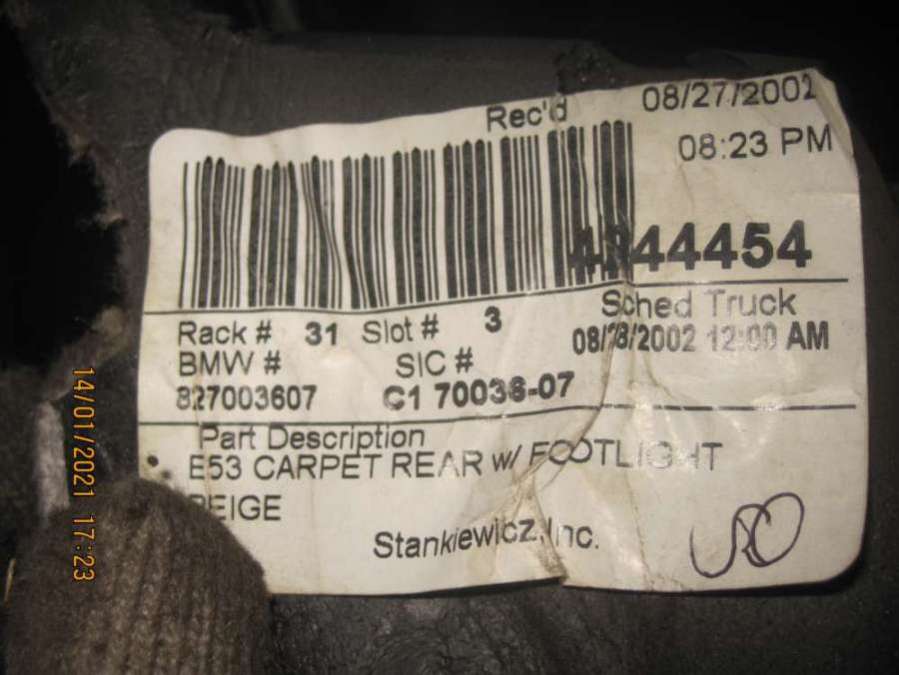 Rec'd 08/27/2002
08:23 PM
4244454
Rack # 31 Slot # 3 Sched Truck
BMW # SIC # 08/28/2002 12:00 AM
827003607 C1 70036-07
Part Description
E53 CARPET REAR w/ FOOTLIGHT
BEIGE
Stankiewicz, Inc.
14/01/2021 17:23